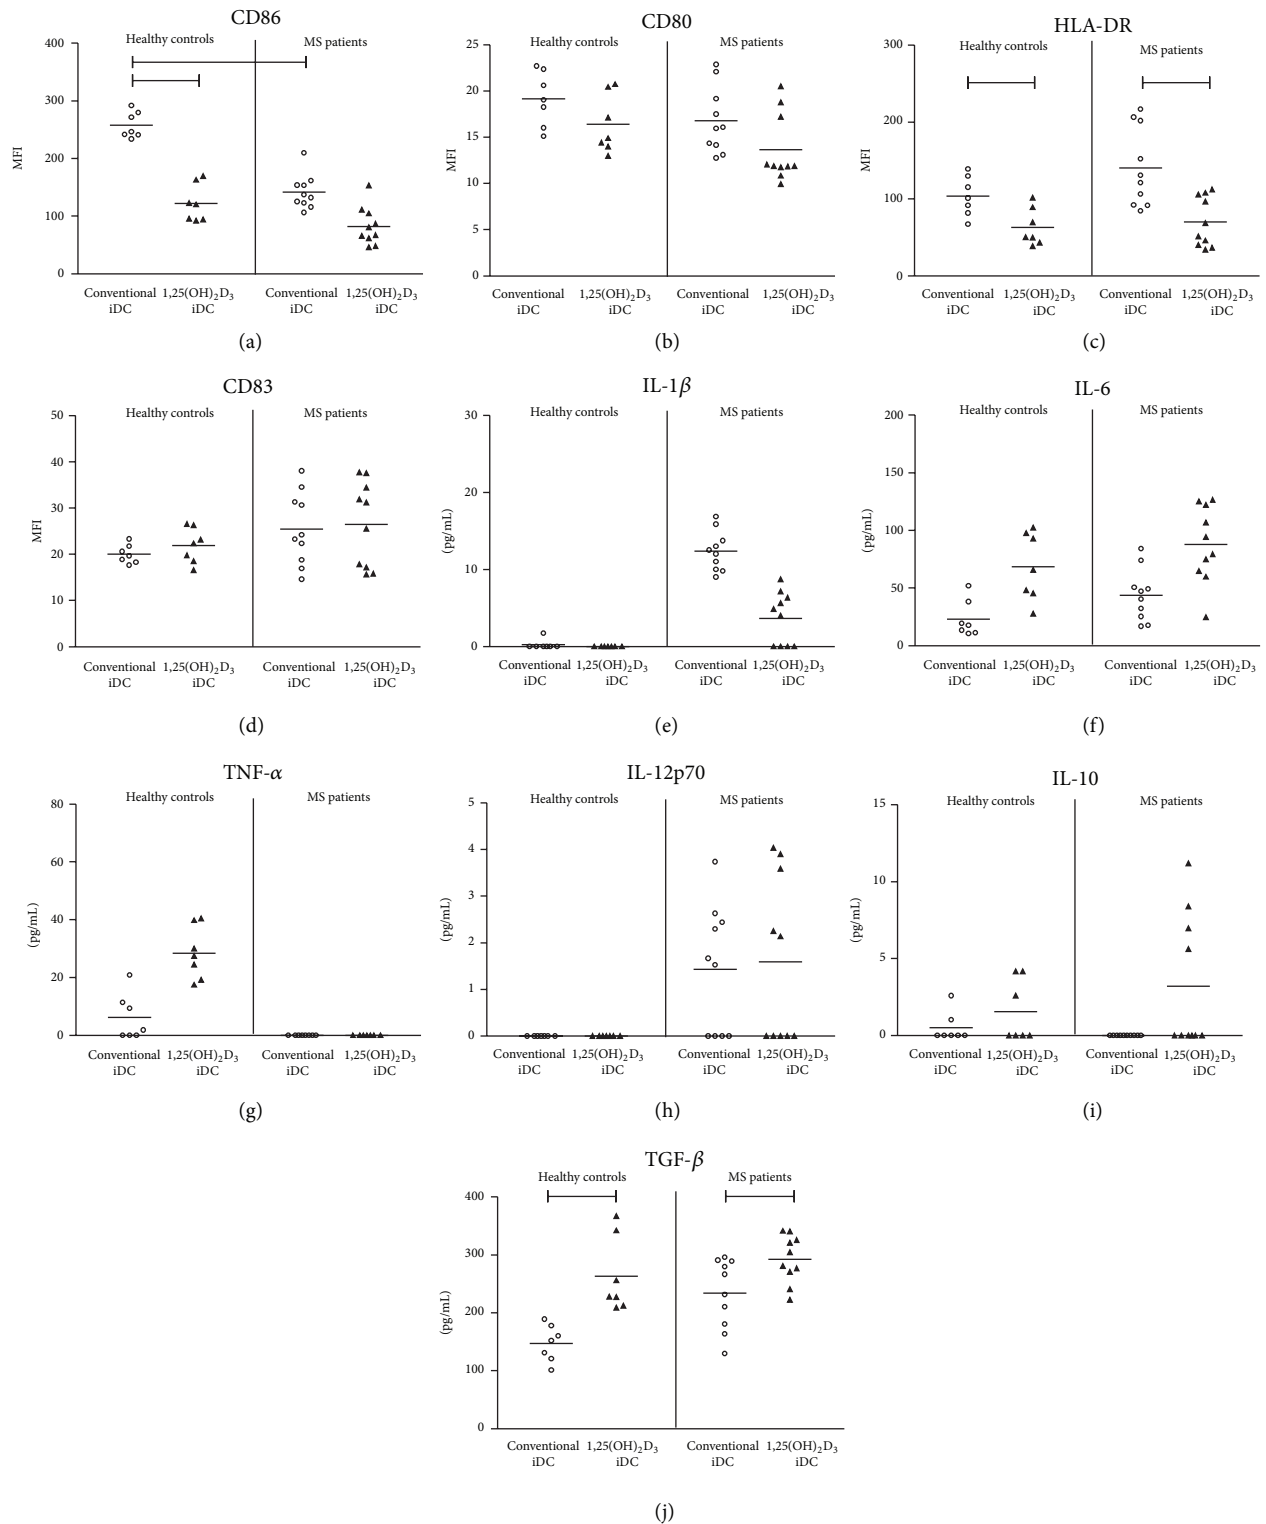 CD86
Healthy controls
MS patients
400
300
200
100
0
MFI
Conventional 1,25(OH)₂D₃ Conventional 1,25(OH)₂D₃
iDC iDC iDC iDC
(a)
CD80
Healthy controls
MS patients
25
20
15
10
5
0
MFI
Conventional 1,25(OH)₂D₃ Conventional 1,25(OH)₂D₃
iDC iDC iDC iDC
(b)
HLA-DR
Healthy controls
MS patients
300
200
100
0
MFI
Conventional 1,25(OH)₂D₃ Conventional 1,25(OH)₂D₃
iDC iDC iDC iDC
(c)
CD83
Healthy controls
MS patients
50
40
30
20
10
0
MFI
Conventional 1,25(OH)₂D₃ Conventional 1,25(OH)₂D₃
iDC iDC iDC iDC
(d)
IL-1β
Healthy controls
MS patients
30
20
10
0
(pg/mL)
Conventional 1,25(OH)₂D₃ Conventional 1,25(OH)₂D₃
iDC iDC iDC iDC
(e)
IL-6
Healthy controls
MS patients
200
150
100
50
0
(pg/mL)
Conventional 1,25(OH)₂D₃ Conventional 1,25(OH)₂D₃
iDC iDC iDC iDC
(f)
TNF-α
Healthy controls
MS patients
80
60
40
20
0
(pg/mL)
Conventional 1,25(OH)₂D₃ Conventional 1,25(OH)₂D₃
iDC iDC iDC iDC
(g)
IL-12p70
Healthy controls
MS patients
5
4
3
2
1
0
(pg/mL)
Conventional 1,25(OH)₂D₃ Conventional 1,25(OH)₂D₃
iDC iDC iDC iDC
(h)
IL-10
Healthy controls
MS patients
15
10
5
0
(pg/mL)
Conventional 1,25(OH)₂D₃ Conventional 1,25(OH)₂D₃
iDC iDC iDC iDC
(i)
TGF-β
Healthy controls
MS patients
400
300
200
100
0
(pg/mL)
Conventional 1,25(OH)₂D₃ Conventional 1,25(OH)₂D₃
iDC iDC iDC iDC
(j)